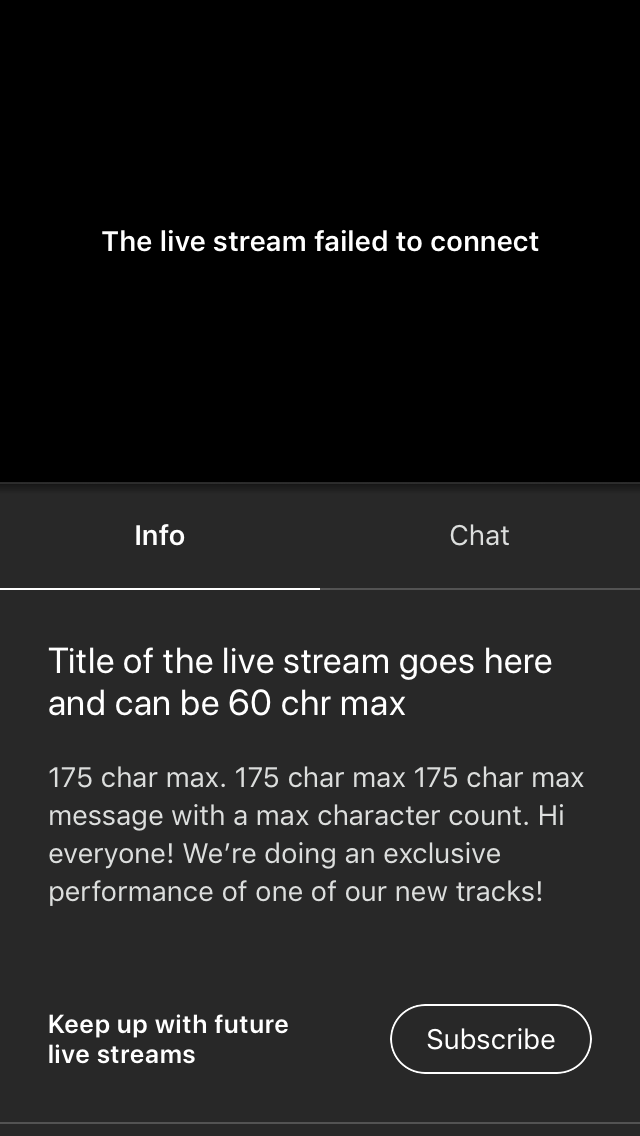 The live stream failed to connect
Info
Chat
Title of the live stream goes here
and can be 60 chr max
175 char max. 175 char max 175 char max
message with a max character count. Hi
everyone! We’re doing an exclusive
performance of one of our new tracks!
Keep up with future
live streams
Subscribe